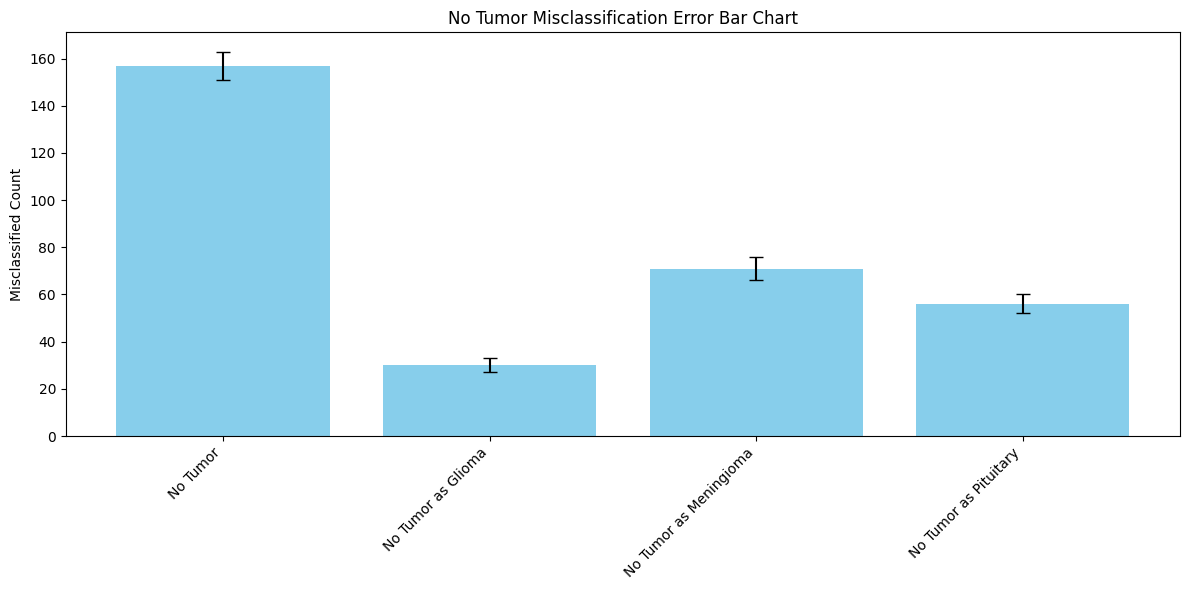 No Tumor Misclassification Error Bar Chart
Misclassified Count
160
140
120
100
80
60
40
20
0
No Tumor
No Tumor as Glioma
No Tumor as Meningioma
No Tumor as Pituitary